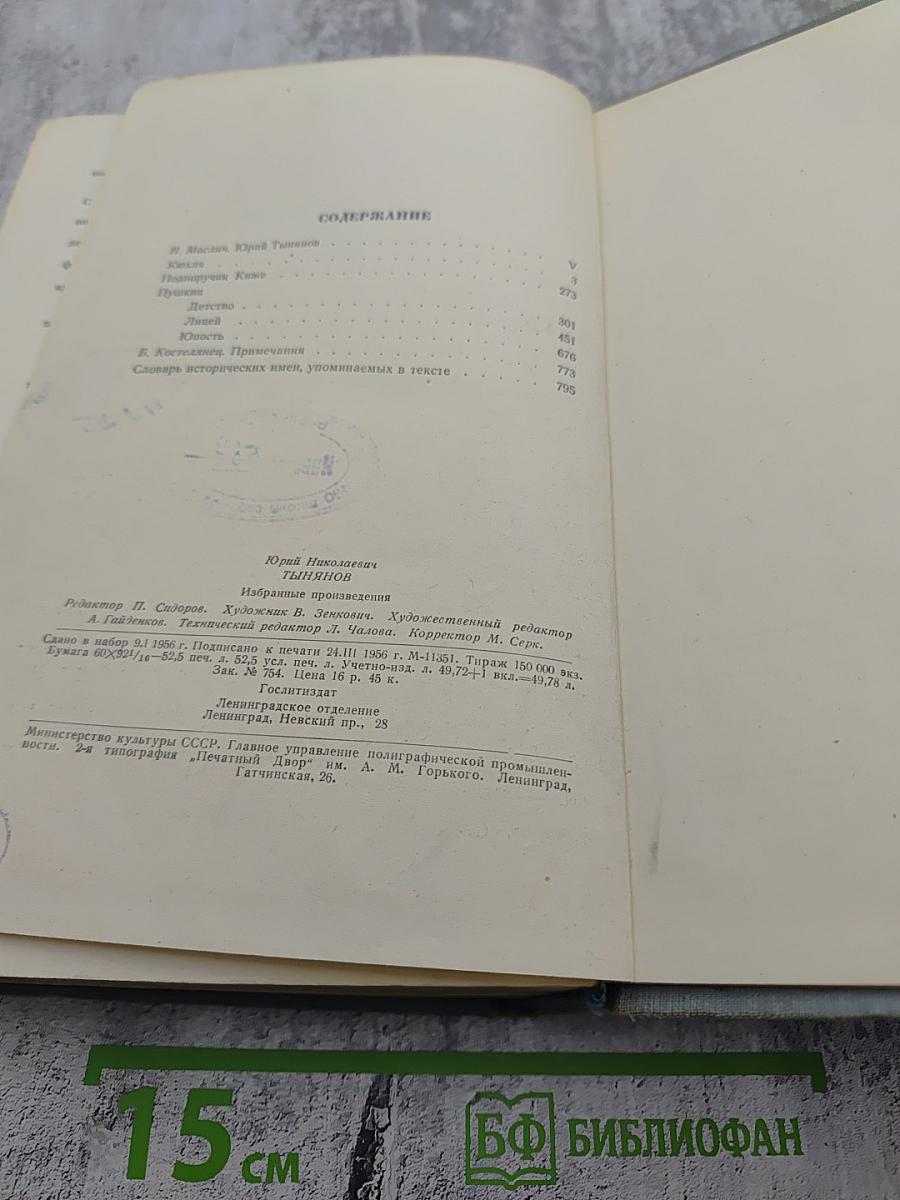 СОДЕРЖАНИЕ
Н. Маслин. Юрий Тынянов . . . V
Кюхля . . . 3
Подпоручик Киже . . . 273
Пушкин
Детство . . . 301
Лицей . . . 451
Юность . . . 676
Б. Костелянец. Примечания . . . 773
Словарь исторических имен, упоминаемых в тексте . . . 795
Юрий Николаевич
ТЫНЯНОВ
Избранные произведения
Редактор П. Сидоров. Художник В. Зенкович. Художественный редактор
А. Гайденков. Технический редактор Л. Чалова. Корректор М. Серк.
Сдано в набор 9.I 1956 г. Подписано к печати 24.III 1956 г. М-11351. Тираж 150 000 экз.
Бумага 60×92 1/16—52,5 печ. л. 52,5 усл. печ. л. Учетно-изд. л. 49,72+1 вкл.=49,78 л.
Зак. № 754. Цена 16 р. 45 к.
Гослитиздат
Ленинградское отделение
Ленинград, Невский пр., 28
Министерство культуры СССР. Главное управление полиграфической промышлен-
ности. 2-я типография „Печатный Двор“ им. А. М. Горького. Ленинград,
Гатчинская, 26.
15 см
БФ БИБЛИОФАН